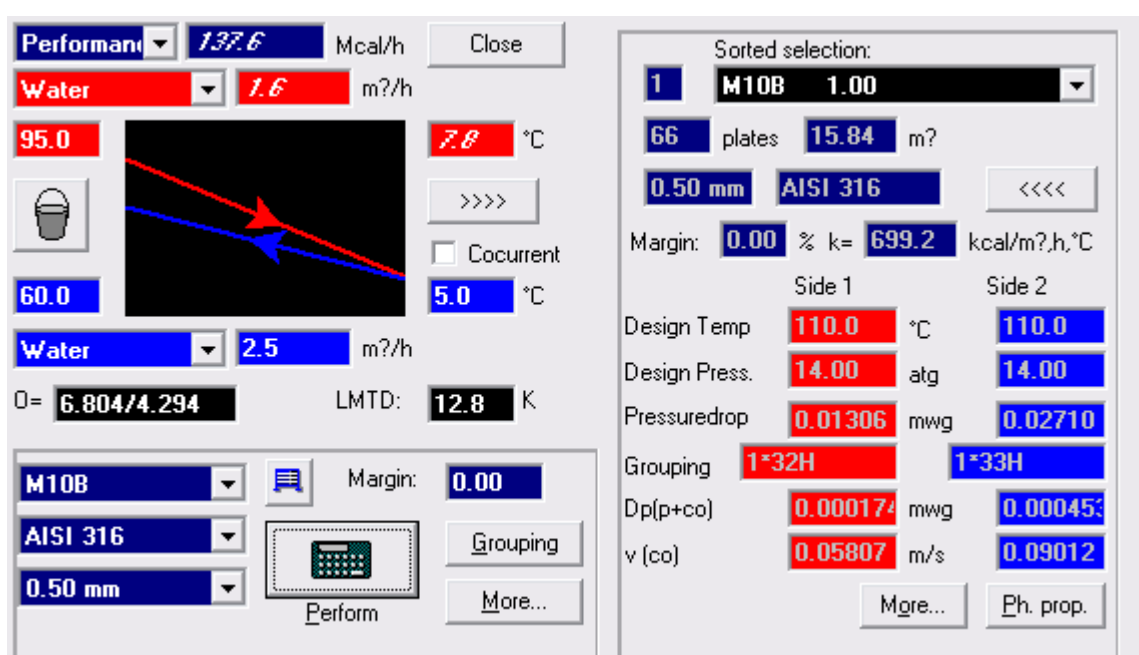 Performan 137.6 Mcal/h Close
Water 1.6 m?/h
95.0 7.8 °C
>>>>
Cocurrent
60.0 5.0 °C
Water 2.5 m?/h
O= 6.804/4.294 LMTD: 12.8 K
M10B Margin: 0.00
AISI 316 Grouping
0.50 mm Perform More...
Sorted selection:
1 M10B 1.00
66 plates 15.84 m?
0.50 mm AISI 316 <<<<
Margin: 0.00 % k= 699.2 kcal/m?,h,°C
Side 1 Side 2
Design Temp 110.0 °C 110.0
Design Press. 14.00 atg 14.00
Pressuredrop 0.01306 mwg 0.02710
Grouping 1*32H 1*33H
Dp(p+co) 0.000174 mwg 0.000453
v (co) 0.05807 m/s 0.09012
More... Ph. prop.